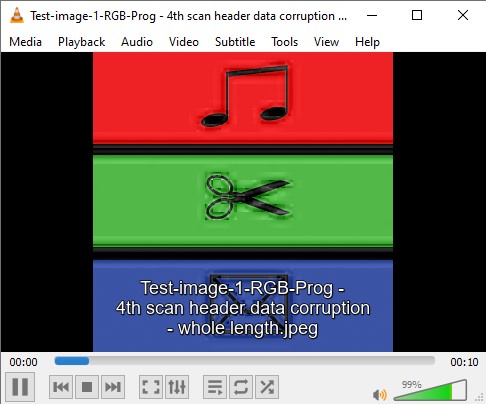 Test-image-1-RGB-Prog - 4th scan header data corruption ...
Media Playback Audio Video Subtitle Tools View Help
Test-image-1-RGB-Prog -
4th scan header data corruption
- whole length.jpeg
00:00 00:10
99%